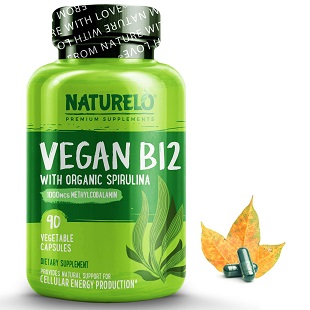 FROM NATURE WITH LOVE
NATURELO®
PREMIUM SUPPLEMENTS
VEGAN B12
WITH ORGANIC SPIRULINA
1000MCG METHYLCOBALAMIN
90
VEGETABLE
CAPSULES
DIETARY SUPPLEMENT
PROVIDES NATURAL SUPPORT FOR
CELLULAR ENERGY PRODUCTION*